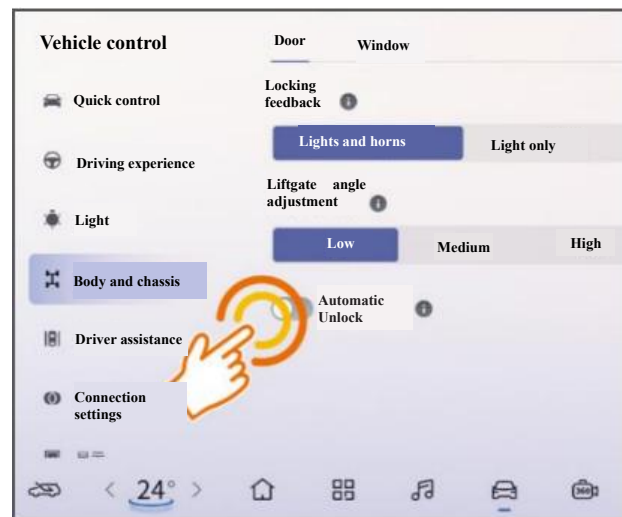 Vehicle control
Door
Window
Quick control
Driving experience
Light
Body and chassis
Driver assistance
Connection
settings
Locking
feedback
Lights and horns
Light only
Liftgate angle
adjustment
Low
Medium
High
Automatic
Unlock
24°
360